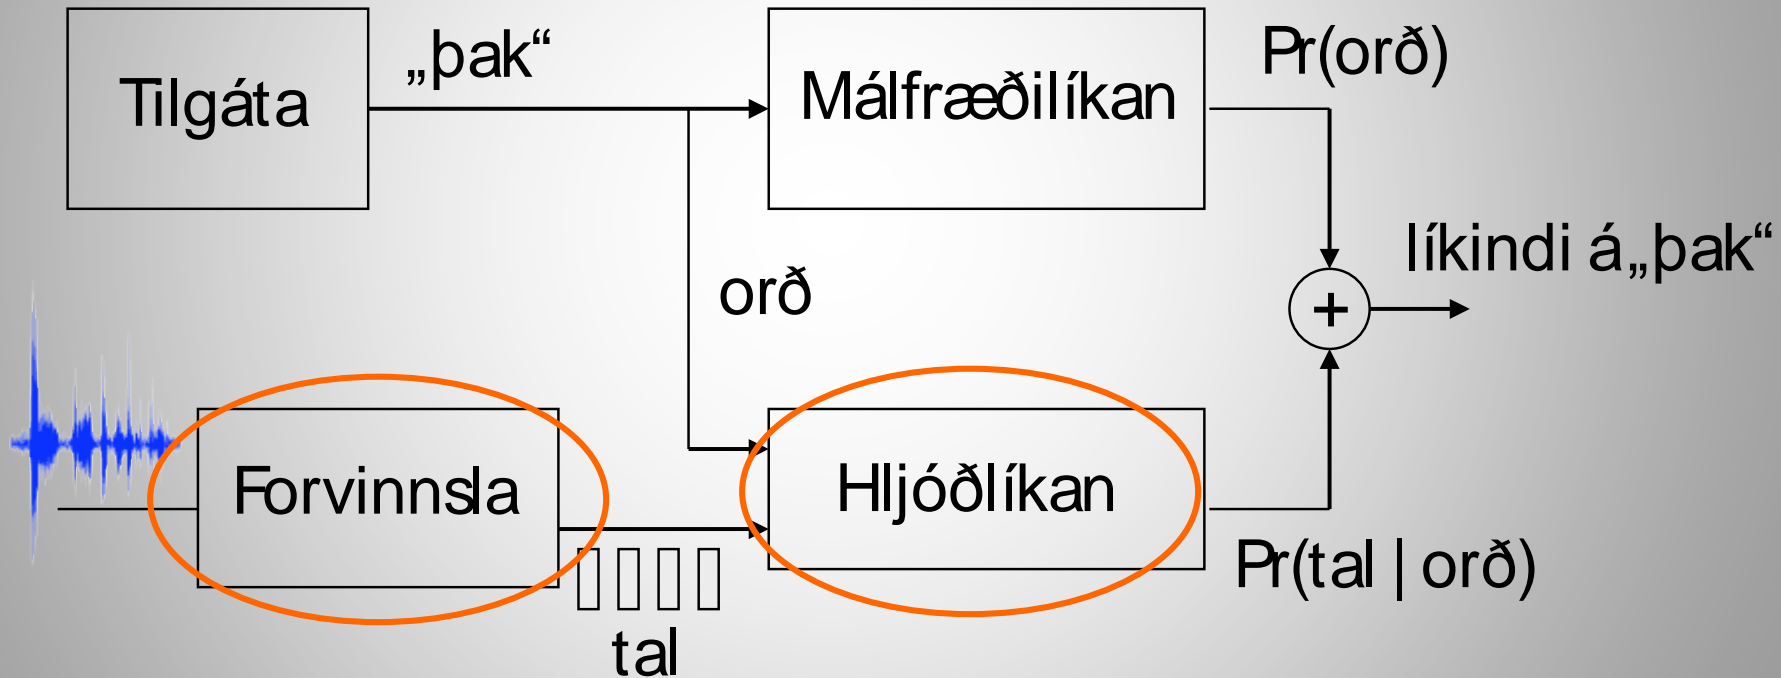 Tilgáta
„þak“
Málfræðilíkan
Pr(orð)
líkindi á „þak“
orð
+
Forvinnsla
Hljóðlíkan
Pr(tal | orð)
tal